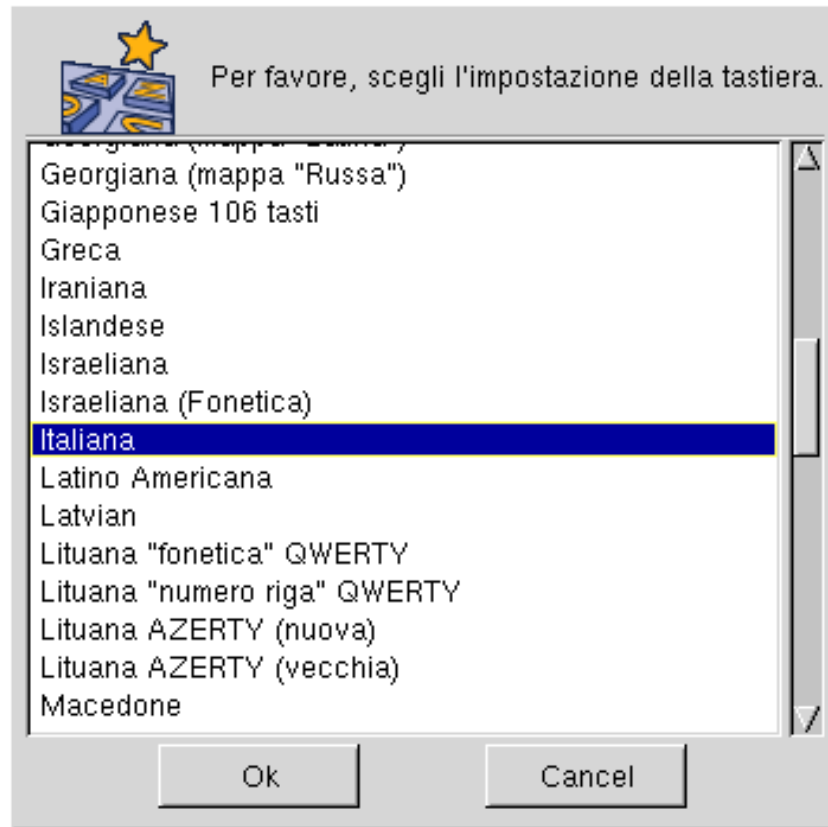 Per favore, scegli l'impostazione della tastiera.
Georgiana (mappa "Russa")
Giapponese 106 tasti
Greca
Iraniana
Islandese
Israeliana
Israeliana (Fonetica)
Italiana
Latino Americana
Latvian
Lituana "fonetica" QWERTY
Lituana "numero riga" QWERTY
Lituana AZERTY (nuova)
Lituana AZERTY (vecchia)
Macedone
Ok
Cancel